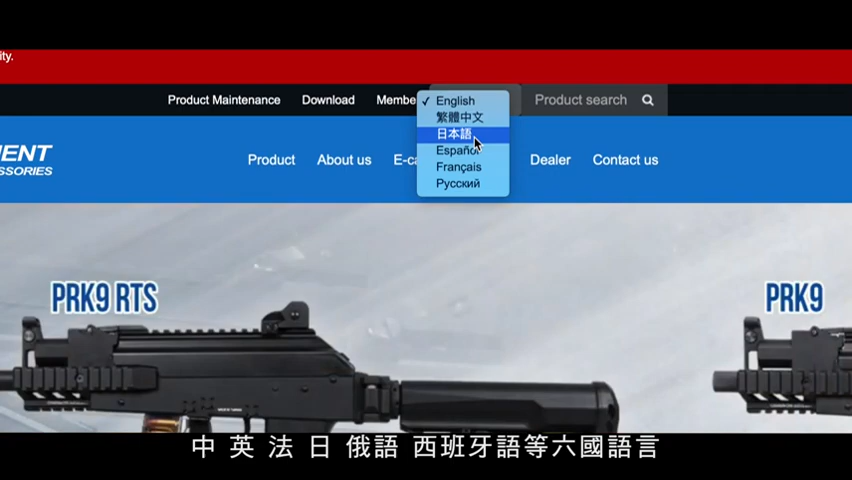 ity.
Product Maintenance Download Membe
Product search
✓ English
繁體中文
日本語
Español
Français
Русский
MENT
SSORIES
Product About us E-ca Dealer Contact us
PRK9 RTS
PRK9
中 英 法 日 俄語 西班牙語等六國語言